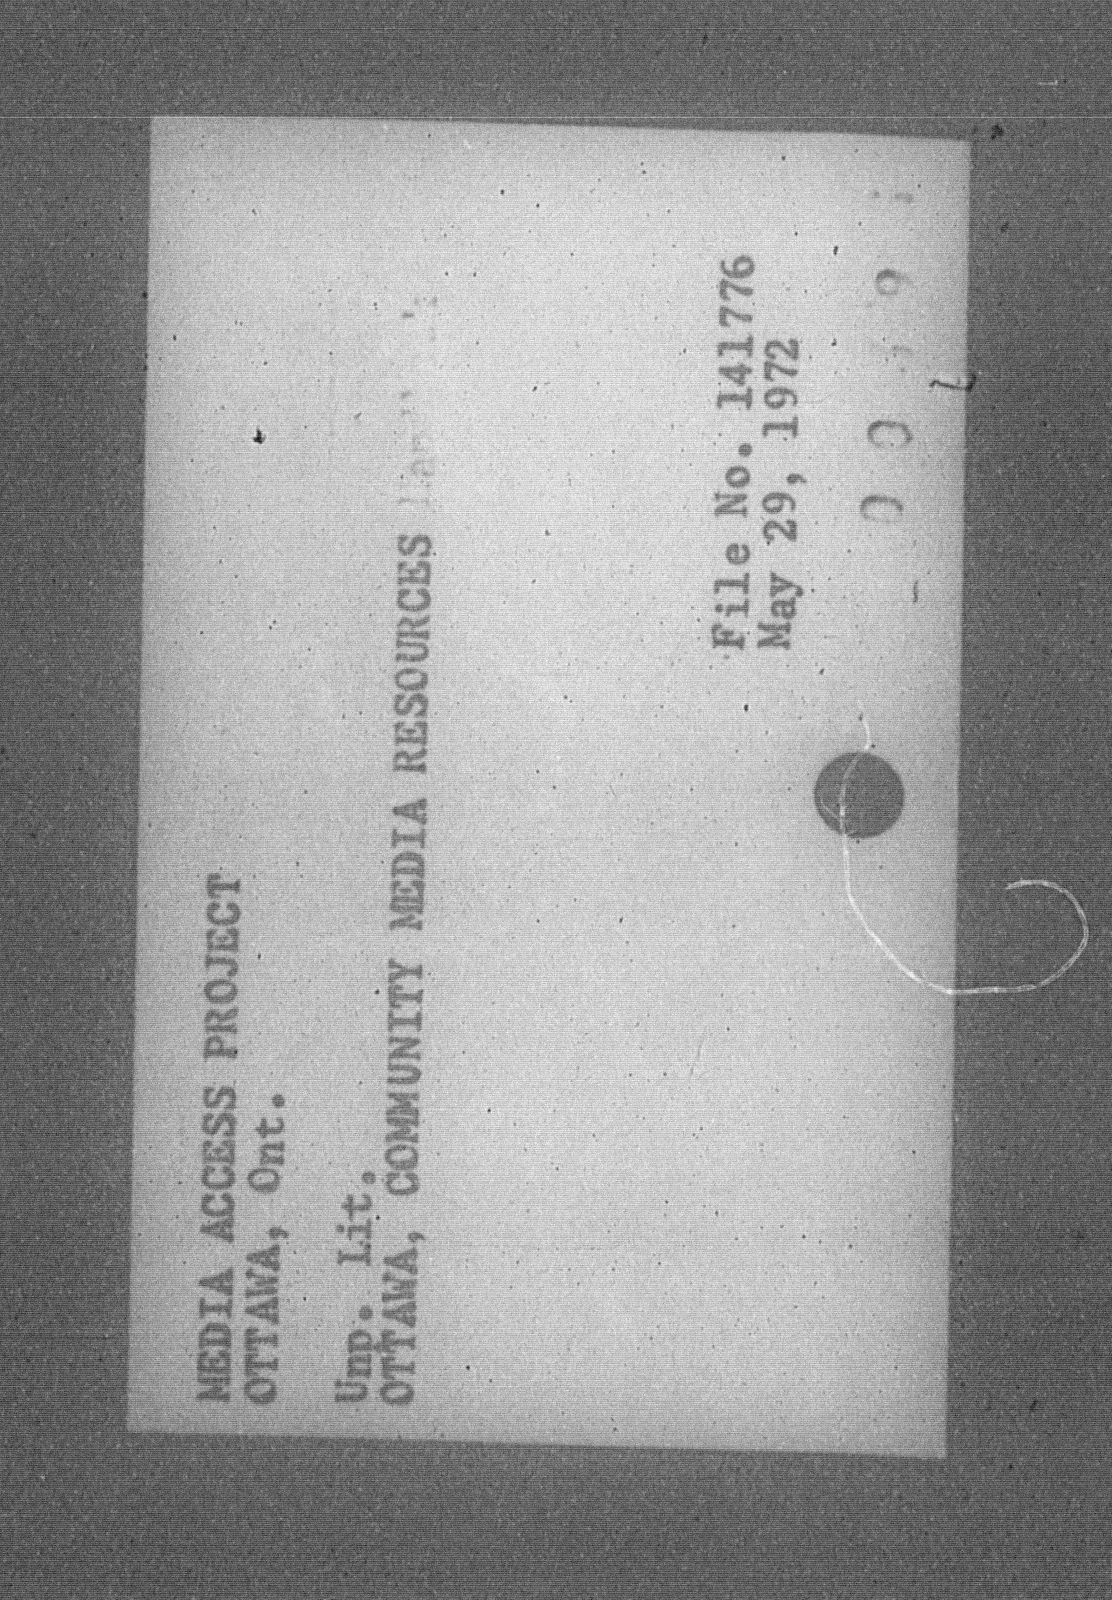 MEDIA ACCESS PROJECT
OTTAWA, Ont.
Unp. Lit.
OTTAWA, COMMUNITY MEDIA RESOURCES
File No. 141776
May 29, 1972